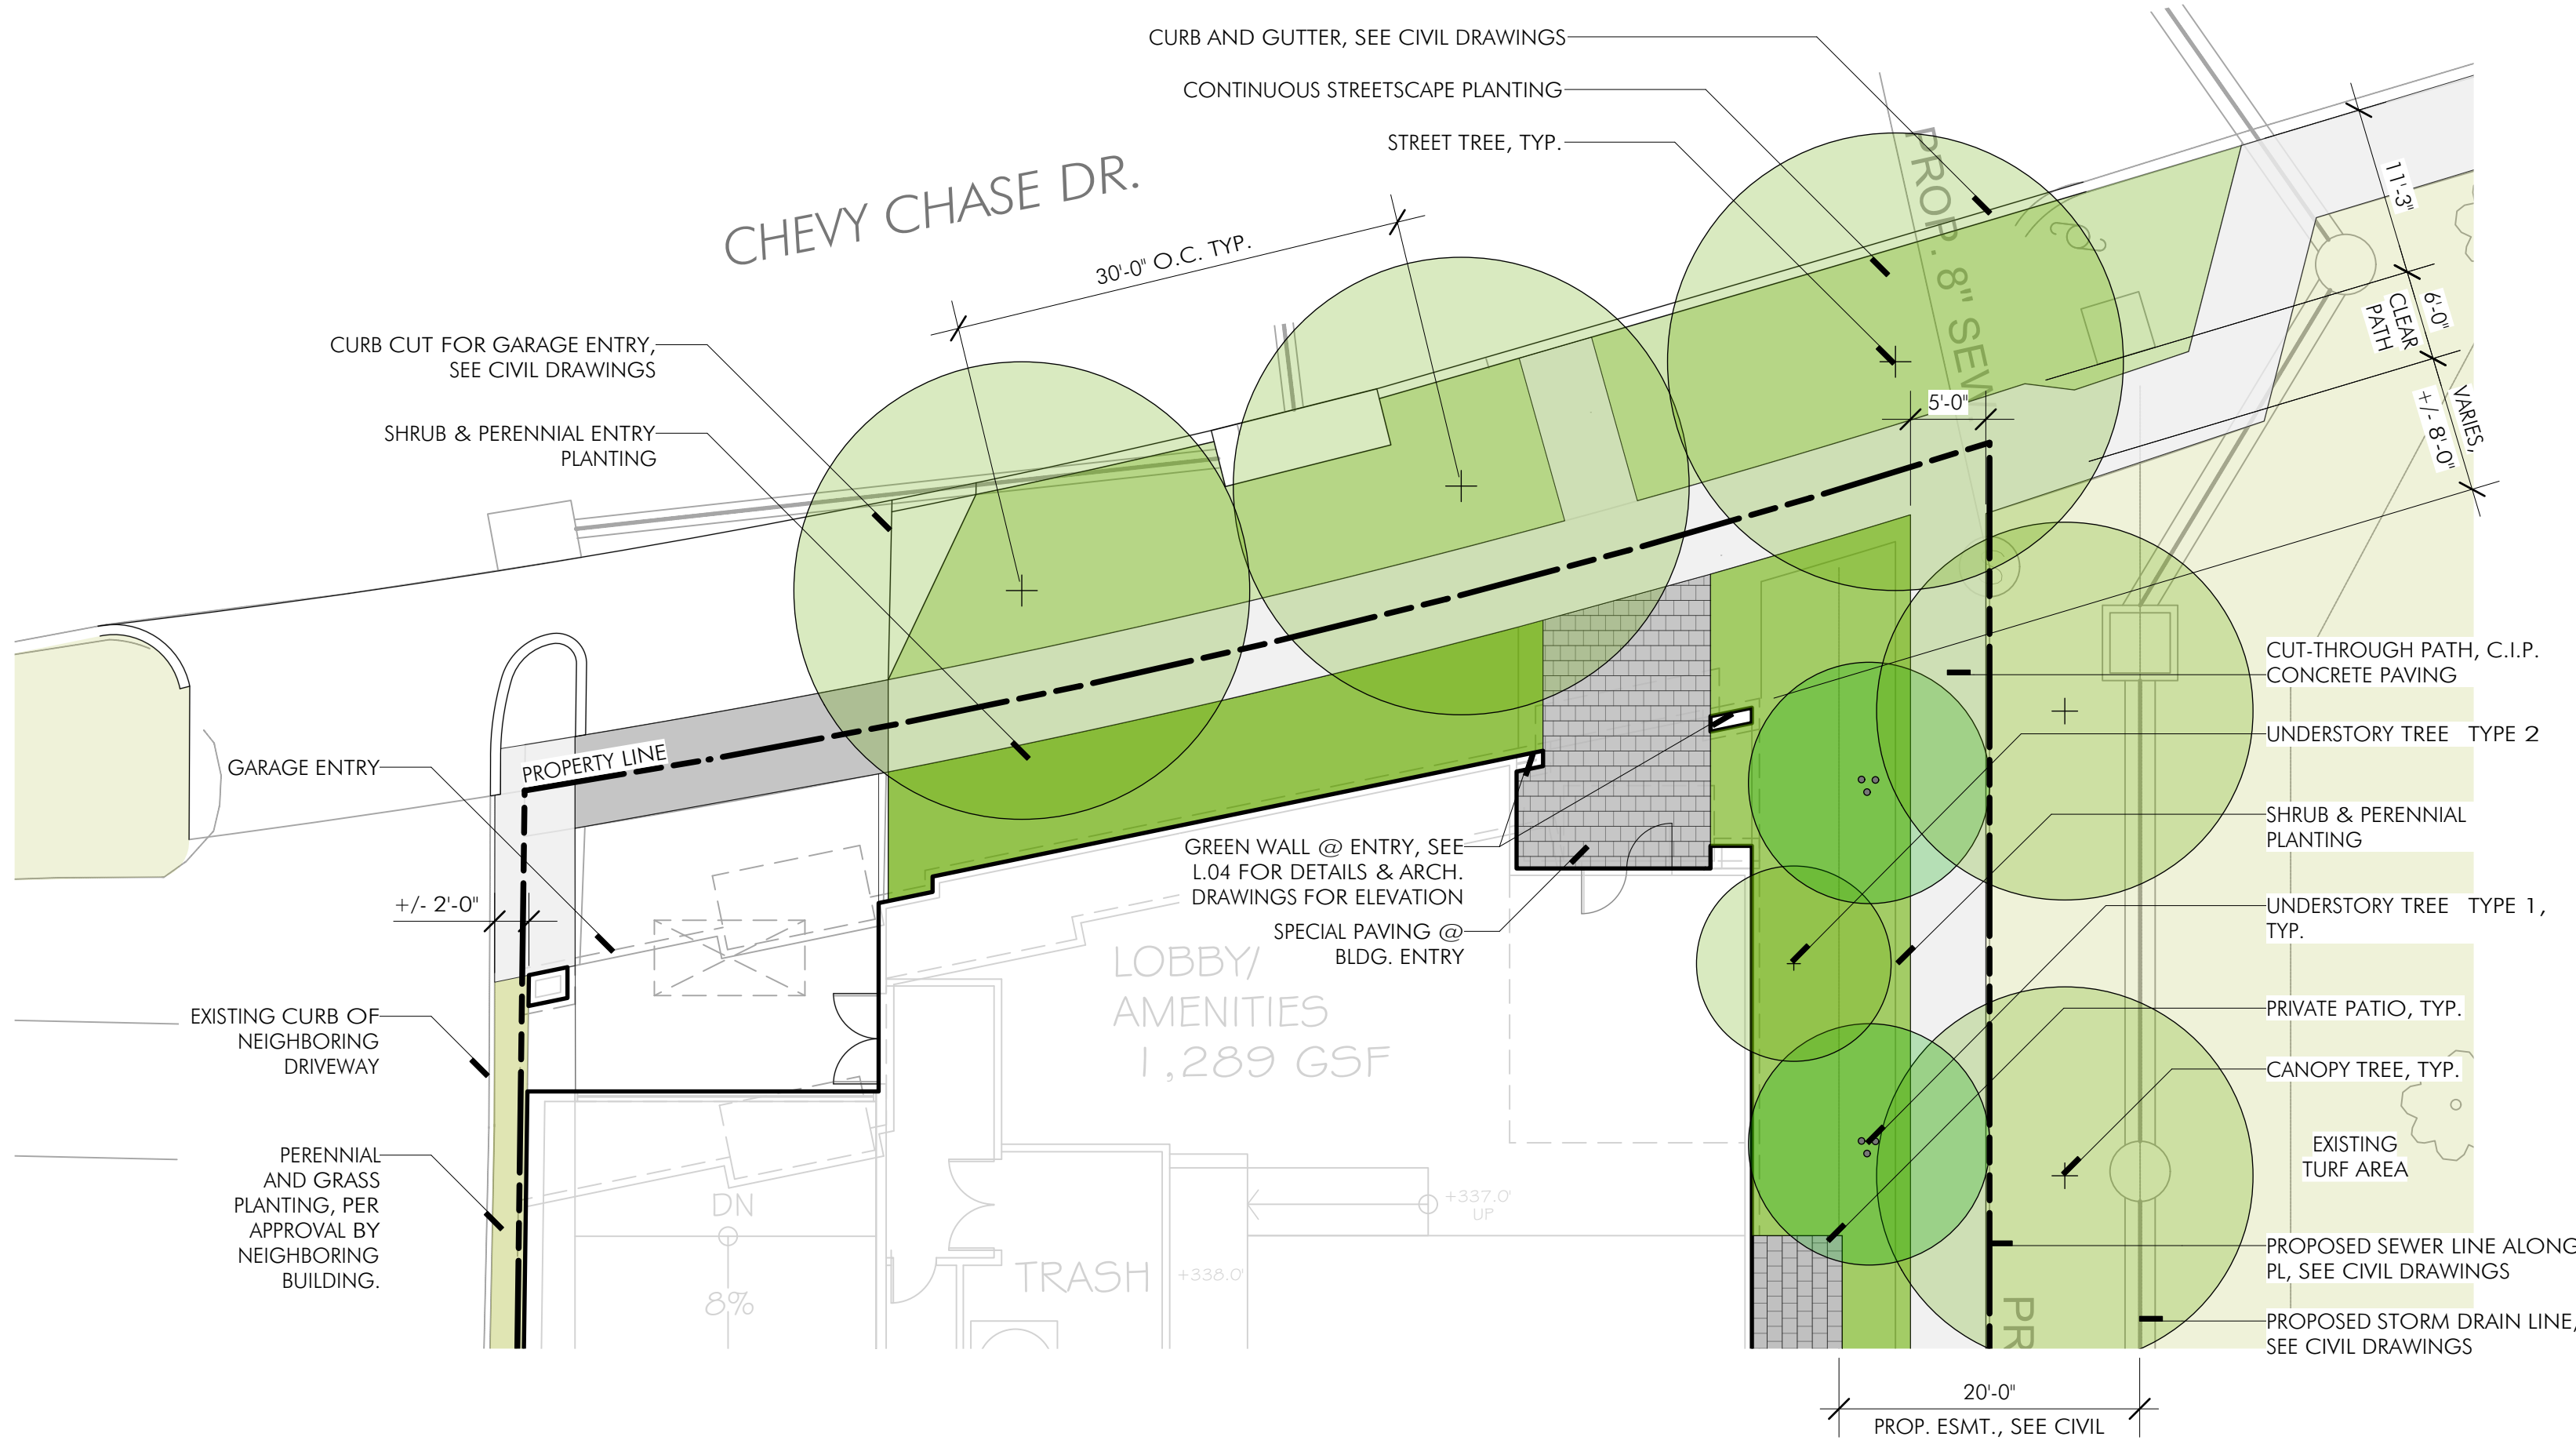 CURB AND GUTTER, SEE CIVIL DRAWINGS
CONTINUOUS STREETSCAPE PLANTING
STREET TREE, TYP.
CHEVY CHASE DR.
30'-0" O.C. TYP.
PROP. 8" SEW
11'-3"
6'-0"
CLEAR
PATH
VARIES,
+/- 8'-0"
5'-0"
CURB CUT FOR GARAGE ENTRY,
SEE CIVIL DRAWINGS
SHRUB & PERENNIAL ENTRY
PLANTING
PROPERTY LINE
GARAGE ENTRY
+/- 2'-0"
EXISTING CURB OF
NEIGHBORING
DRIVEWAY
PERENNIAL
AND GRASS
PLANTING, PER
APPROVAL BY
NEIGHBORING
BUILDING.
GREEN WALL @ ENTRY, SEE
L.04 FOR DETAILS & ARCH.
DRAWINGS FOR ELEVATION
SPECIAL PAVING @
BLDG. ENTRY
LOBBY/
AMENITIES
1,289 GSF
DN
8%
TRASH
+338.0'
+337.0'
UP
CUT-THROUGH PATH, C.I.P.
CONCRETE PAVING
UNDERSTORY TREE TYPE 2
SHRUB & PERENNIAL
PLANTING
UNDERSTORY TREE TYPE 1,
TYP.
PRIVATE PATIO, TYP.
CANOPY TREE, TYP.
EXISTING
TURF AREA
PROPOSED SEWER LINE ALONG
PL, SEE CIVIL DRAWINGS
PROPOSED STORM DRAIN LINE,
SEE CIVIL DRAWINGS
PR
20'-0"
PROP. ESMT., SEE CIVIL